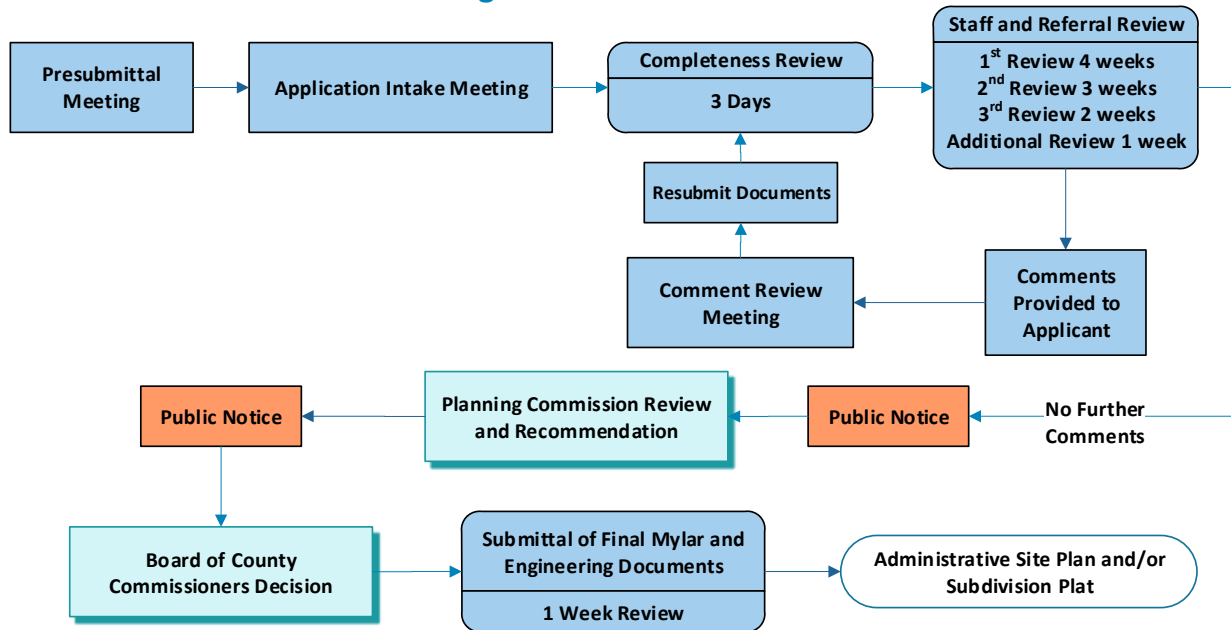 Presubmittal
Meeting
Application Intake Meeting
Completeness Review
3 Days
Staff and Referral Review
1st Review 4 weeks
2nd Review 3 weeks
3rd Review 2 weeks
Additional Review 1 week
Resubmit Documents
Comment Review
Meeting
Comments
Provided to
Applicant
Public Notice
Planning Commission Review
and Recommendation
Public Notice
No Further
Comments
Board of County
Commissioners Decision
Submittal of Final Mylar and
Engineering Documents
1 Week Review
Administrative Site Plan and/or
Subdivision Plat